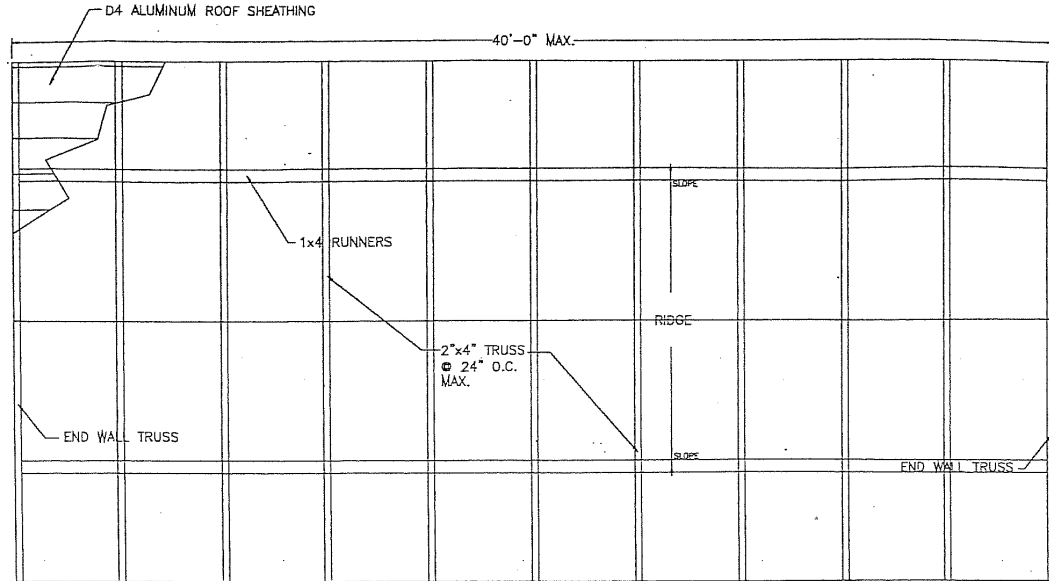 D4 ALUMINUM ROOF SHEATHING
40'-0" MAX.
SLOPE
1x4 RUNNERS
RIDGE
2"x4" TRUSS
@ 24" O.C.
MAX.
END WALL TRUSS
SLOPE
END WALL TRUSS